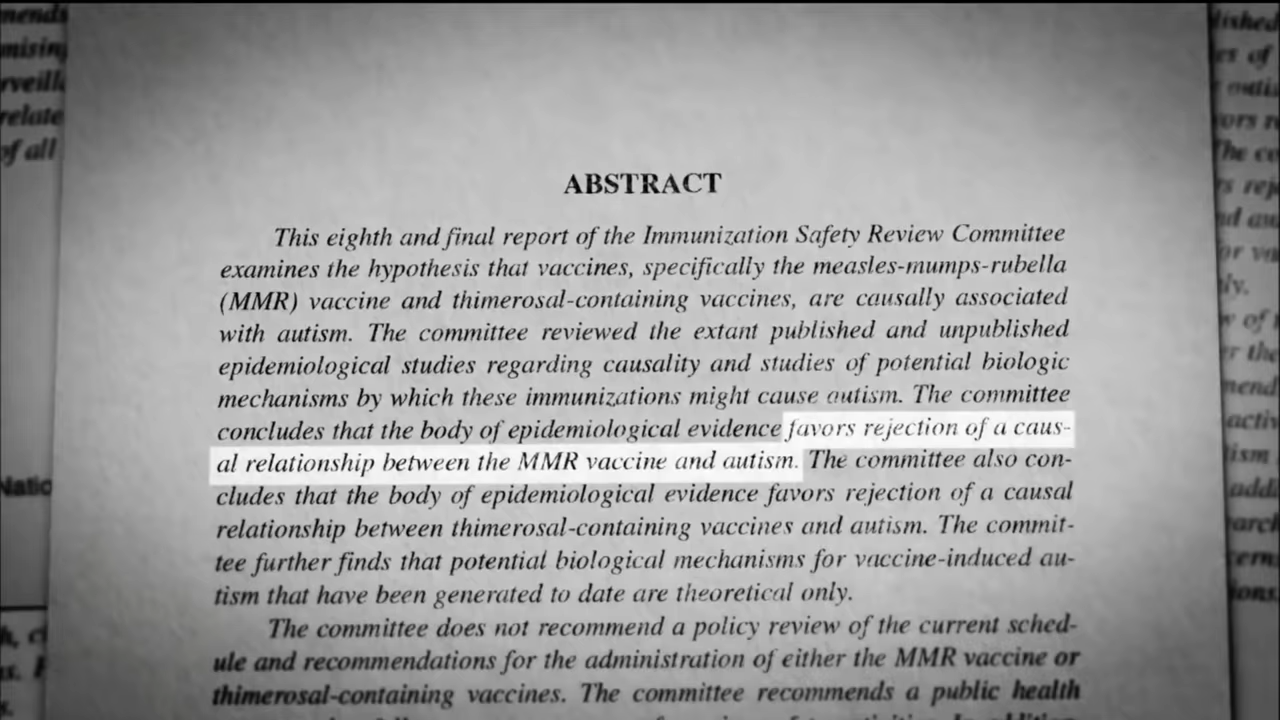 ABSTRACT
This eighth and final report of the Immunization Safety Review Committee
examines the hypothesis that vaccines, specifically the measles-mumps-rubella
(MMR) vaccine and thimerosal-containing vaccines, are causally associated
with autism. The committee reviewed the extant published and unpublished
epidemiological studies regarding causality and studies of potential biologic
mechanisms by which these immunizations might cause autism. The committee
concludes that the body of epidemiological evidence favors rejection of a caus-
al relationship between the MMR vaccine and autism. The committee also con-
cludes that the body of epidemiological evidence favors rejection of a causal
relationship between thimerosal-containing vaccines and autism. The commit-
tee further finds that potential biological mechanisms for vaccine-induced au-
tism that have been generated to date are theoretical only.
The committee does not recommend a policy review of the current sched-
ule and recommendations for the administration of either the MMR vaccine or
thimerosal-containing vaccines. The committee recommends a public health